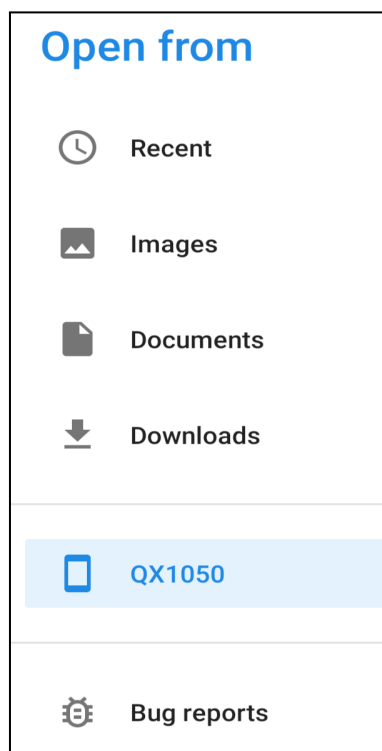 Open from
Recent
Images
Documents
Downloads
QX1050
Bug reports